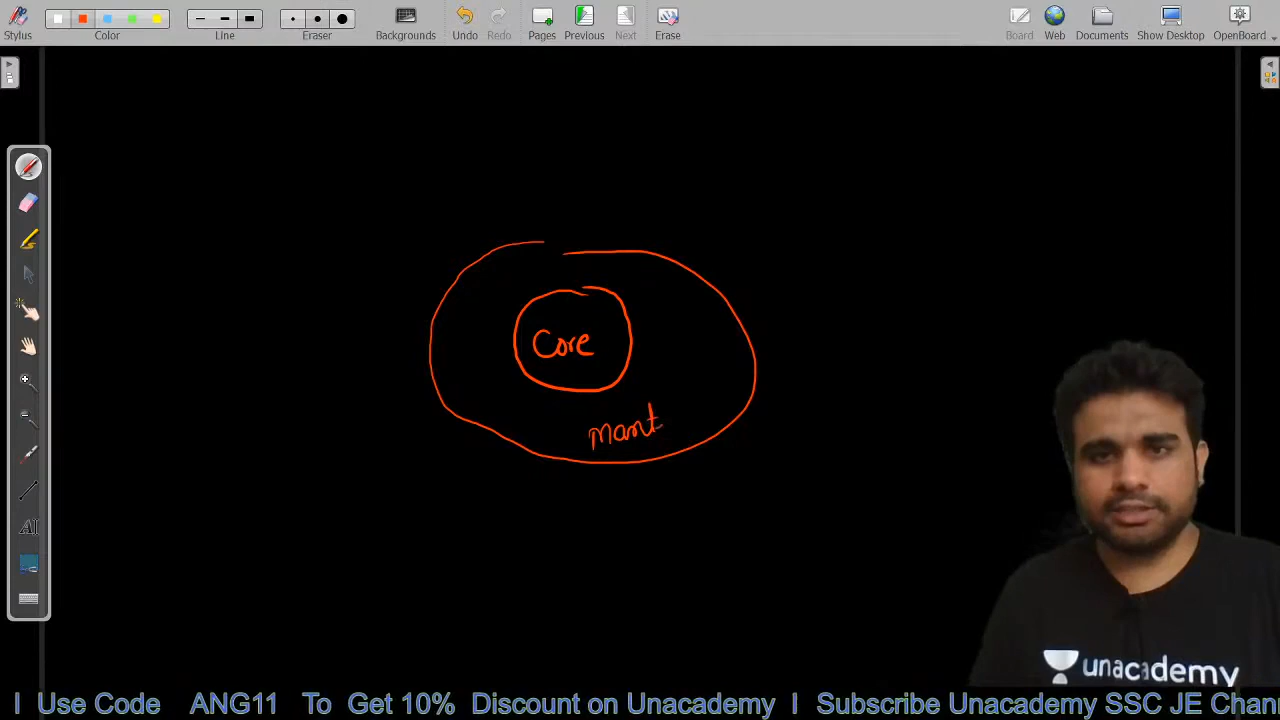 Stylus
Color
Line
Eraser
Backgrounds
Undo
Redo
Pages
Previous
Next
Erase
Board
Web
Documents
Show Desktop
OpenBoard
Core
mant
unacademy
I Use Code ANG11 To Get 10% Discount on Unacademy I Subscribe Unacademy SSC JE Chan